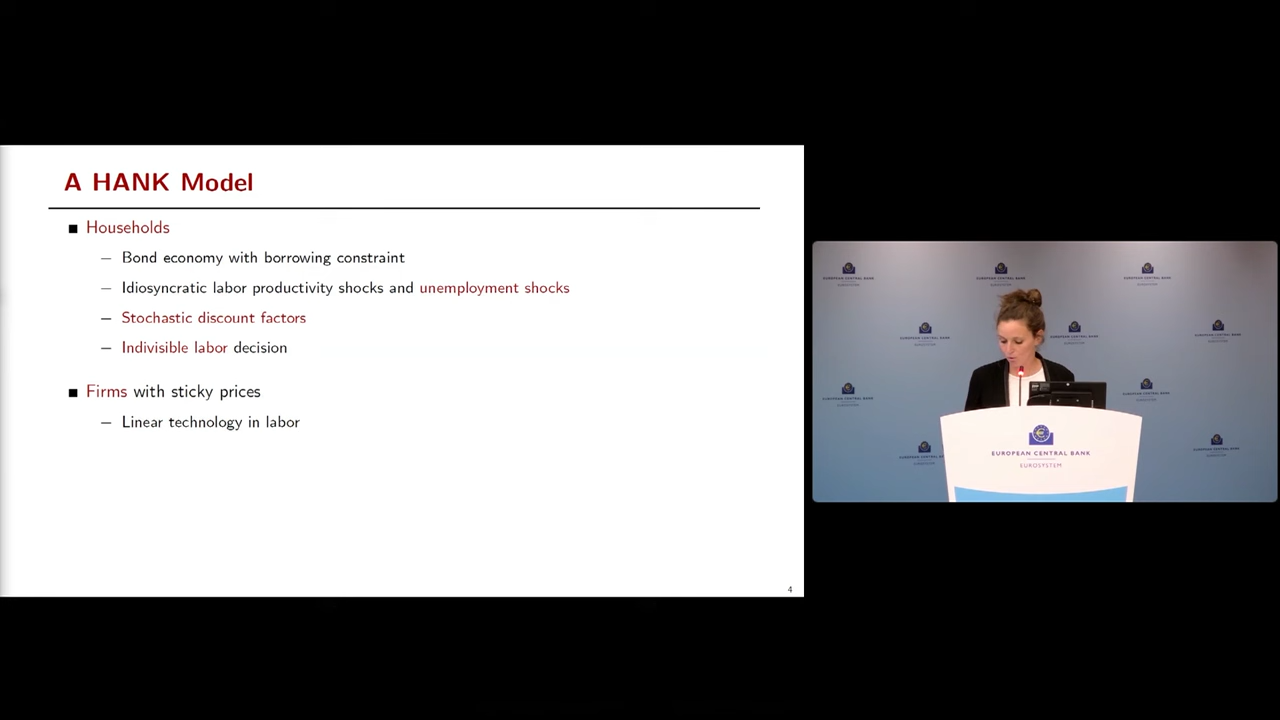 A HANK Model
■ Households
– Bond economy with borrowing constraint
– Idiosyncratic labor productivity shocks and unemployment shocks
– Stochastic discount factors
– Indivisible labor decision
■ Firms with sticky prices
– Linear technology in labor
4
EUROPEAN CENTRAL BANK
EUROSYSTEM